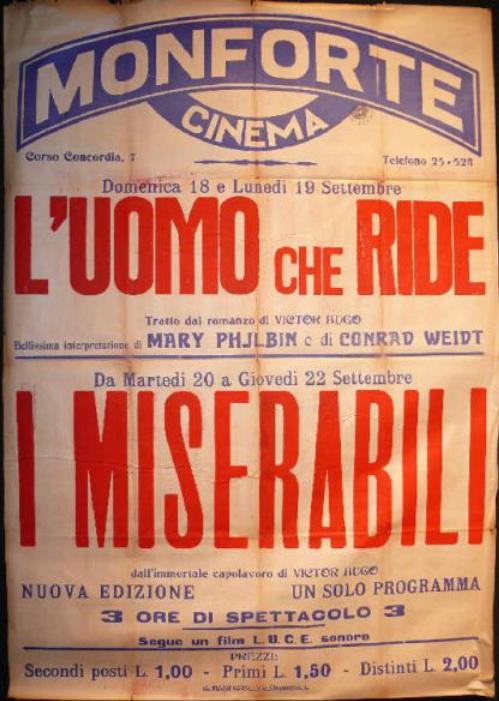 MONFORTE
CINEMA
Corso Concordia, 7 Telefono 25-528
Domenica 18 e Lunedì 19 Settembre
L'UOMO CHE RIDE
Tratto dal romanzo di VICTOR HUGO
Bellissima interpretazione di MARY PHJLBIN e di CONRAD WEIDT
Da Martedì 20 a Giovedì 22 Settembre
I MISERABILI
dall'immortale capolavoro di VICTOR HUGO
NUOVA EDIZIONE UN SOLO PROGRAMMA
3 ORE DI SPETTACOLO 3
Segue un film L.U.C.E. sonoro
PREZZI:
Secondi posti L. 1,00 - Primi L. 1,50 - Distinti L. 2,00